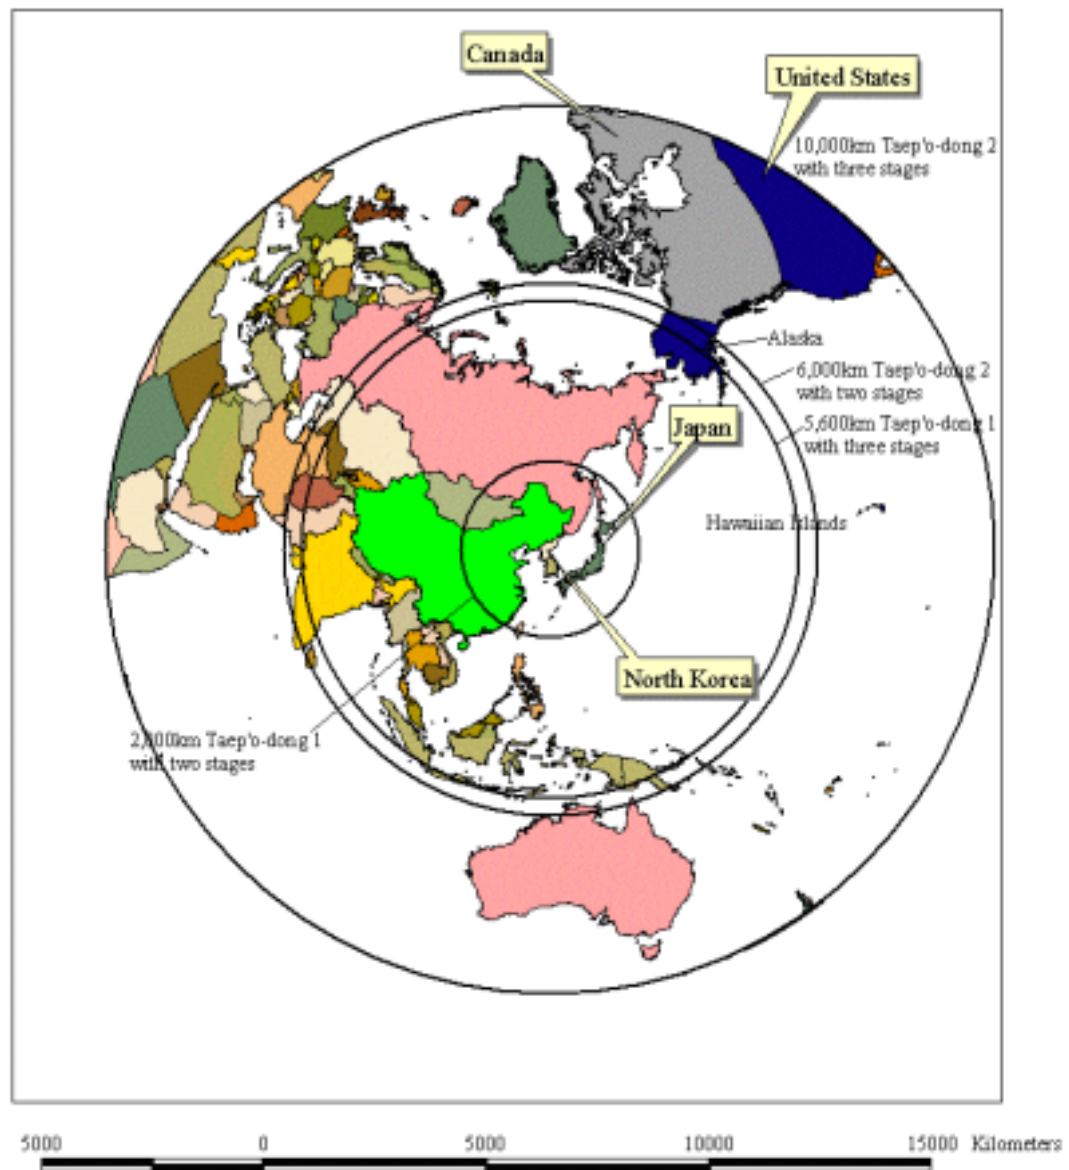 Canada
United States
10,000km Taep'o-dong 2
with three stages
Alaska
6,000km Taep'o-dong 2
with two stages
5,600km Taep'o-dong 1
with three stages
Japan
Hawaiian Islands
North Korea
km Taep'o-dong 1
with two stages
5000 0 5000 10000 15000 Kilometers